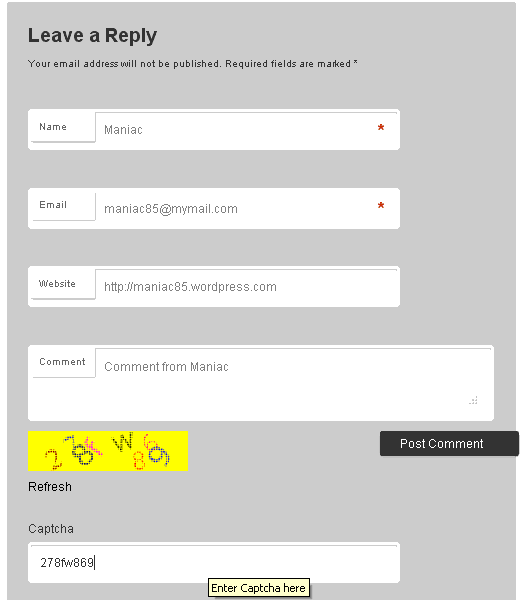 Leave a Reply
Your email address will not be published. Required fields are marked *
Name Maniac *
Email maniac85@mymail.com *
Website http://maniac85.wordpress.com
Comment Comment from Maniac
Post Comment
Refresh
Captcha
278fw869
Enter Captcha here